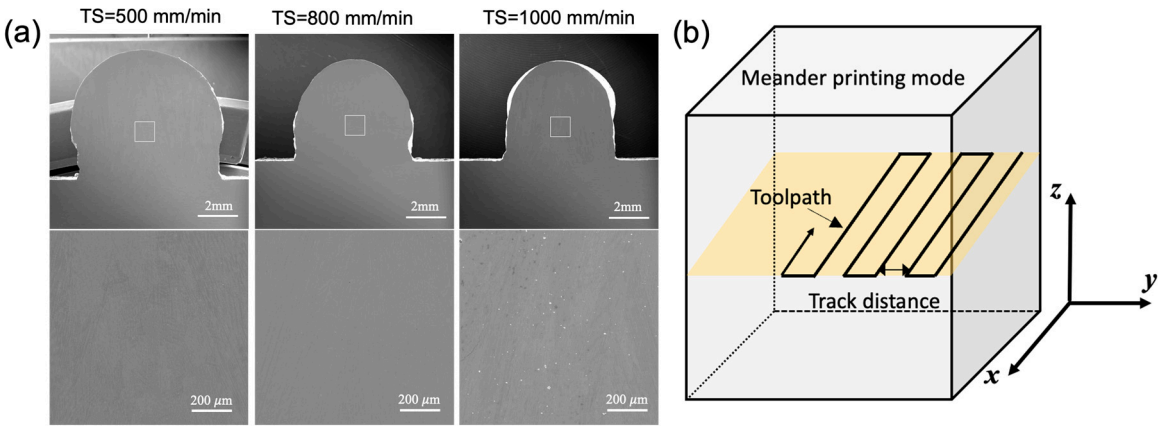 (a)
TS=500 mm/min
TS=800 mm/min
TS=1000 mm/min
2mm
2mm
2mm
200 μm
200 μm
200 μm
(b)
Meander printing mode
Toolpath
Track distance
z
y
x